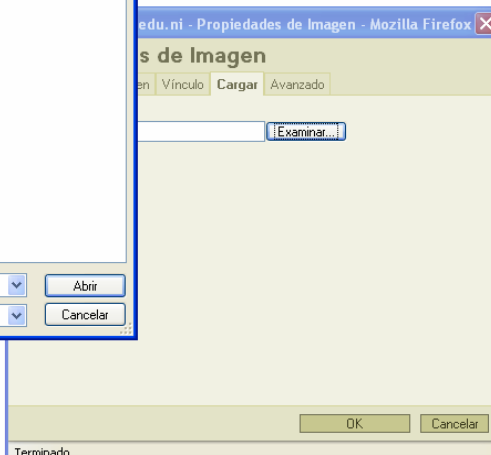 edu.ni - Propiedades de Imagen - Mozilla Firefox
s de Imagen
en Vínculo Cargar Avanzado
Examinar...
Abrir
Cancelar
OK Cancelar
Terminado